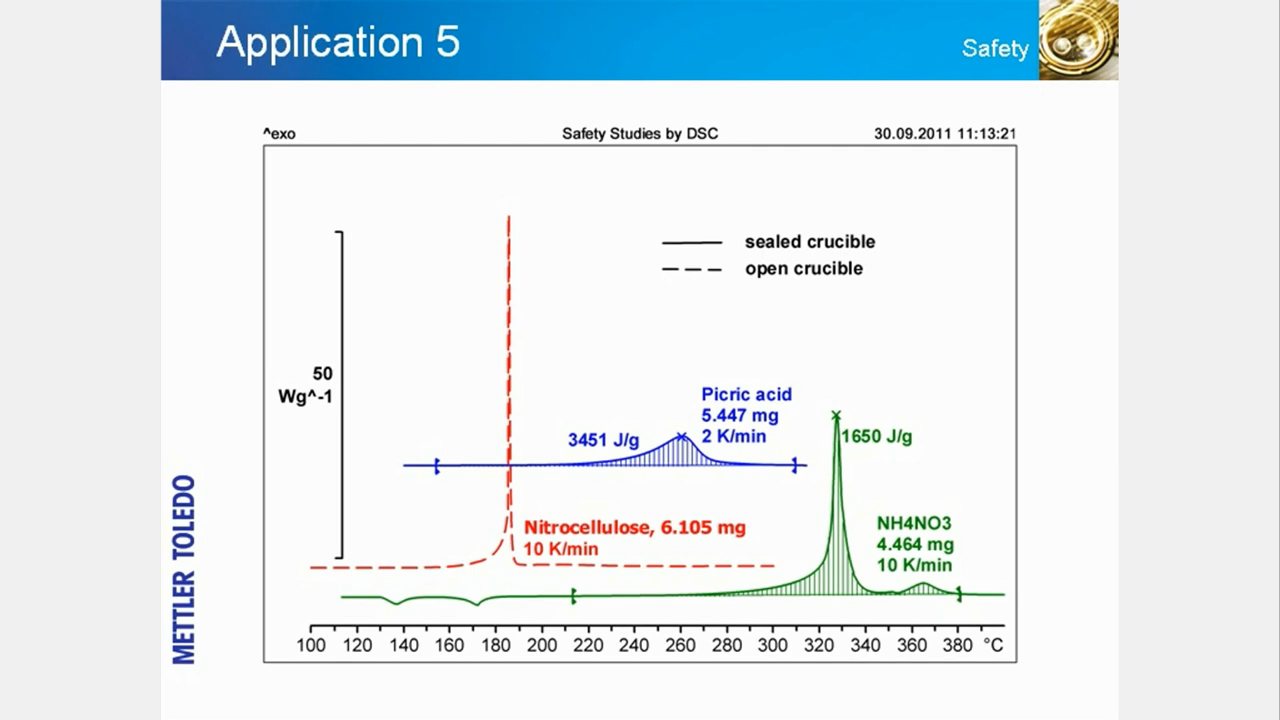 Application 5
Safety
^exo
Safety Studies by DSC
30.09.2011 11:13:21
sealed crucible
open crucible
50
Wg^-1
Picric acid
5.447 mg
2 K/min
3451 J/g
1650 J/g
Nitrocellulose, 6.105 mg
10 K/min
NH4NO3
4.464 mg
10 K/min
100 120 140 160 180 200 220 240 260 280 300 320 340 360 380 °C
METTLER TOLEDO